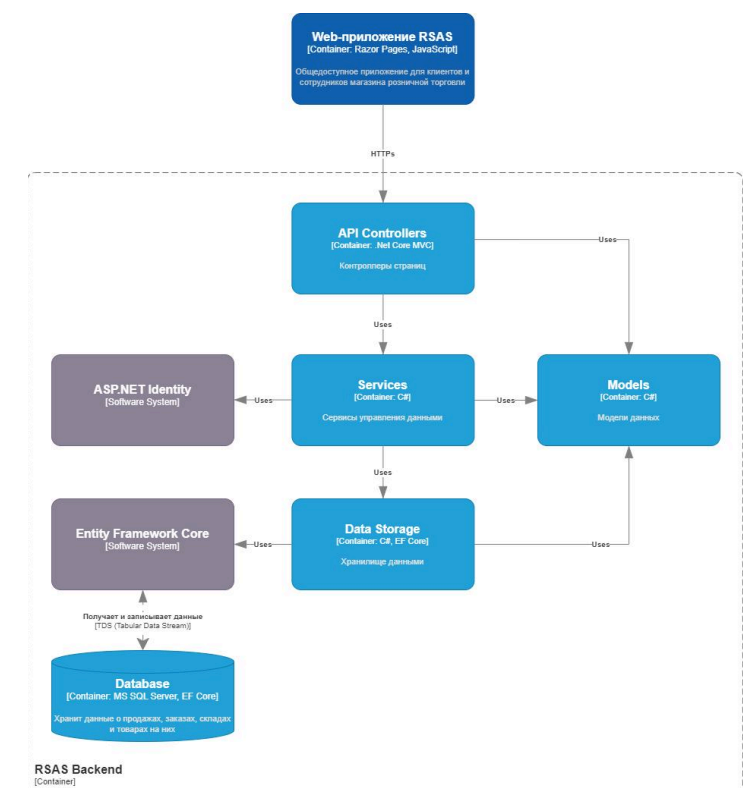 Web-приложение RSAS
[Container: Razor Pages, JavaScript]
Общедоступное приложение для клиентов и
сотрудников магазина розничной торговли
HTTPs
API Controllers
[Container: .Net Core MVC]
Контроллеры страниц
Uses
Uses
ASP.NET Identity
[Software System]
Uses
Services
[Container: C#]
Сервисы управления данными
Uses
Models
[Container: C#]
Модели данных
Uses
Entity Framework Core
[Software System]
Uses
Data Storage
[Container: C#, EF Core]
Хранилище данными
Uses
Получает и записывает данные
[TDS (Tabular Data Stream)]
Database
[Container: MS SQL Server, EF Core]
Хранит данные о продажах, заказах, складах
и товарах на них
RSAS Backend
[Container]